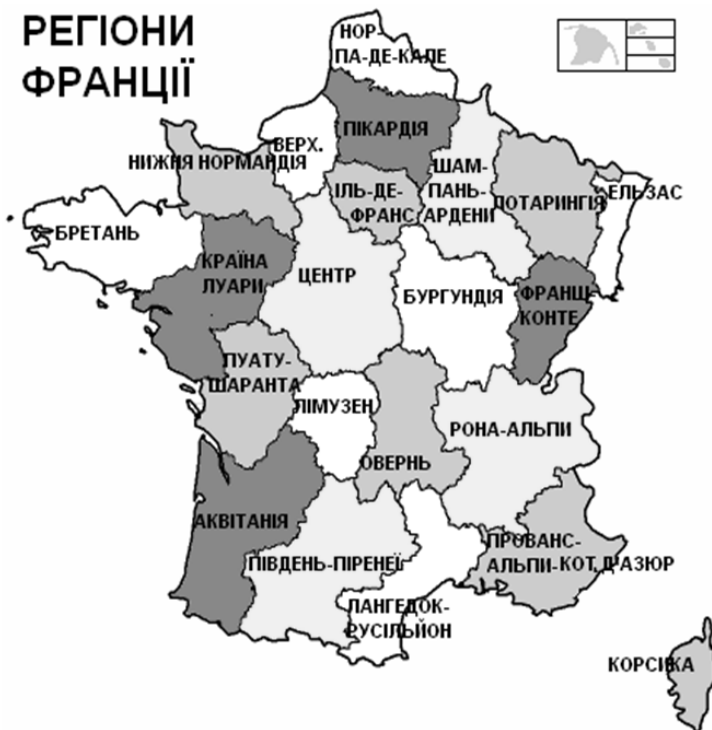 РЕГІОНИ
ФРАНЦІЇ
НОР-
ПА-ДЕ-КАЛЕ
ПІКАРДІЯ
ВЕРХ.
НИЖНЯ НОРМАНДІЯ
ІЛЬ-ДЕ-
ФРАНС
ШАМ-
ПАНЬ-
АРДЕНИ
ЛОТАРИНГІЯ
ЕЛЬЗАС
БРЕТАНЬ
КРАЇНА
ЛУАРИ
ЦЕНТР
БУРГУНДІЯ
ФРАНШ-
КОНТЕ
ПУАТУ-
ШАРАНТА
ЛІМУЗЕН
ОВЕРНЬ
РОНА-АЛЬПИ
АКВІТАНІЯ
ПІВДЕНЬ-ПІРЕНЕЇ
ЛАНГЕДОК-
РУСІЛЬЙОН
ПРОВАНС-
АЛЬПИ-КОТ Д'АЗЮР
КОРСИКА